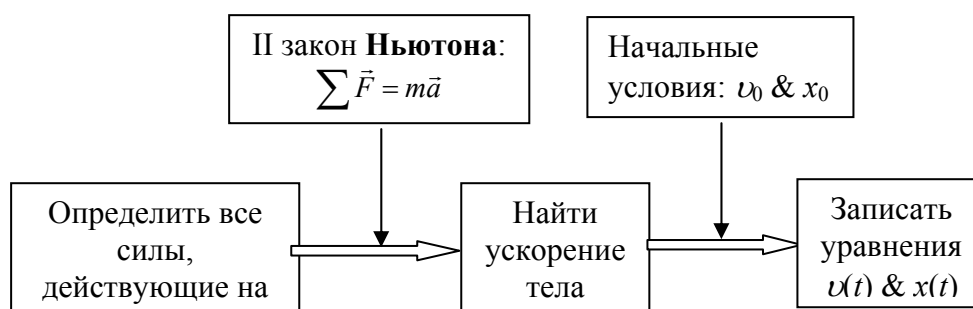 II закон Ньютона:
∑F⃗ = ma⃗
Начальные
условия: υ₀ & x₀
Определить все
силы,
действующие на
Найти
ускорение
тела
Записать
уравнения
υ(t) & x(t)